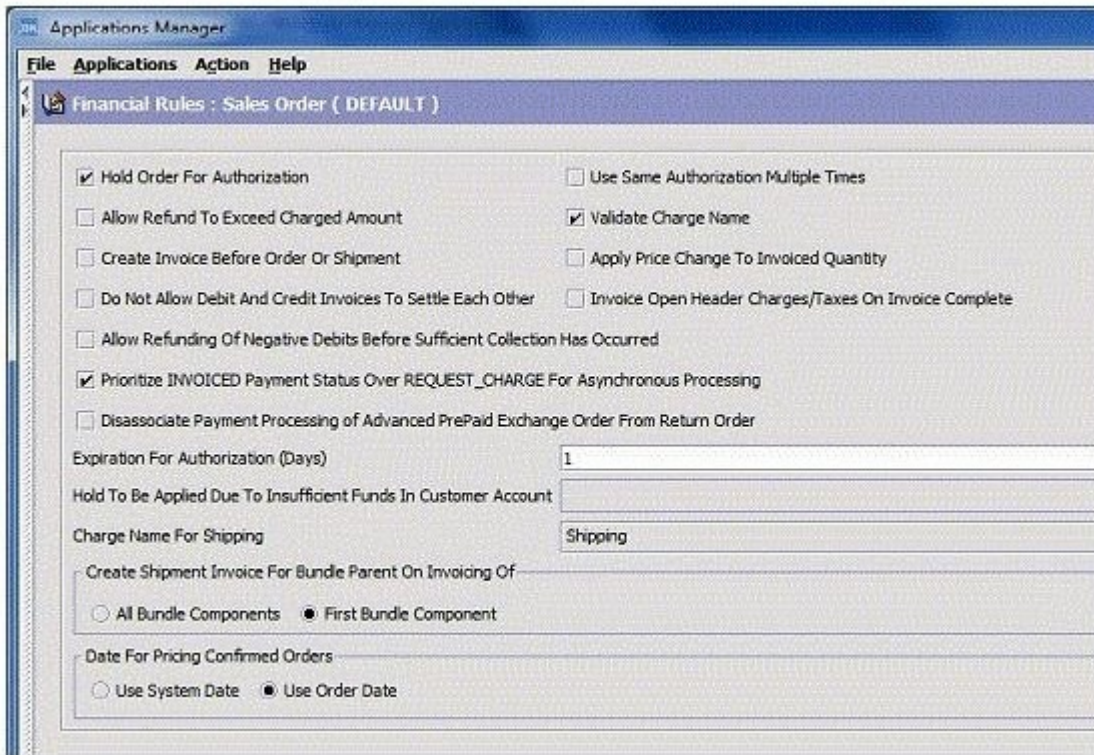 Applications Manager
File Applications Action Help
Financial Rules : Sales Order ( DEFAULT )
Hold Order For Authorization
Use Same Authorization Multiple Times
Allow Refund To Exceed Charged Amount
Validate Charge Name
Create Invoice Before Order Or Shipment
Apply Price Change To Invoiced Quantity
Do Not Allow Debit And Credit Invoices To Settle Each Other
Invoice Open Header Charges/Taxes On Invoice Complete
Allow Refunding Of Negative Debits Before Sufficient Collection Has Occurred
Prioritize INVOICED Payment Status Over REQUEST_CHARGE For Asynchronous Processing
Disassociate Payment Processing of Advanced PrePaid Exchange Order From Return Order
Expiration For Authorization (Days) 1
Hold To Be Applied Due To Insufficient Funds In Customer Account
Charge Name For Shipping Shipping
Create Shipment Invoice For Bundle Parent On Invoicing Of
All Bundle Components First Bundle Component
Date For Pricing Confirmed Orders
Use System Date Use Order Date